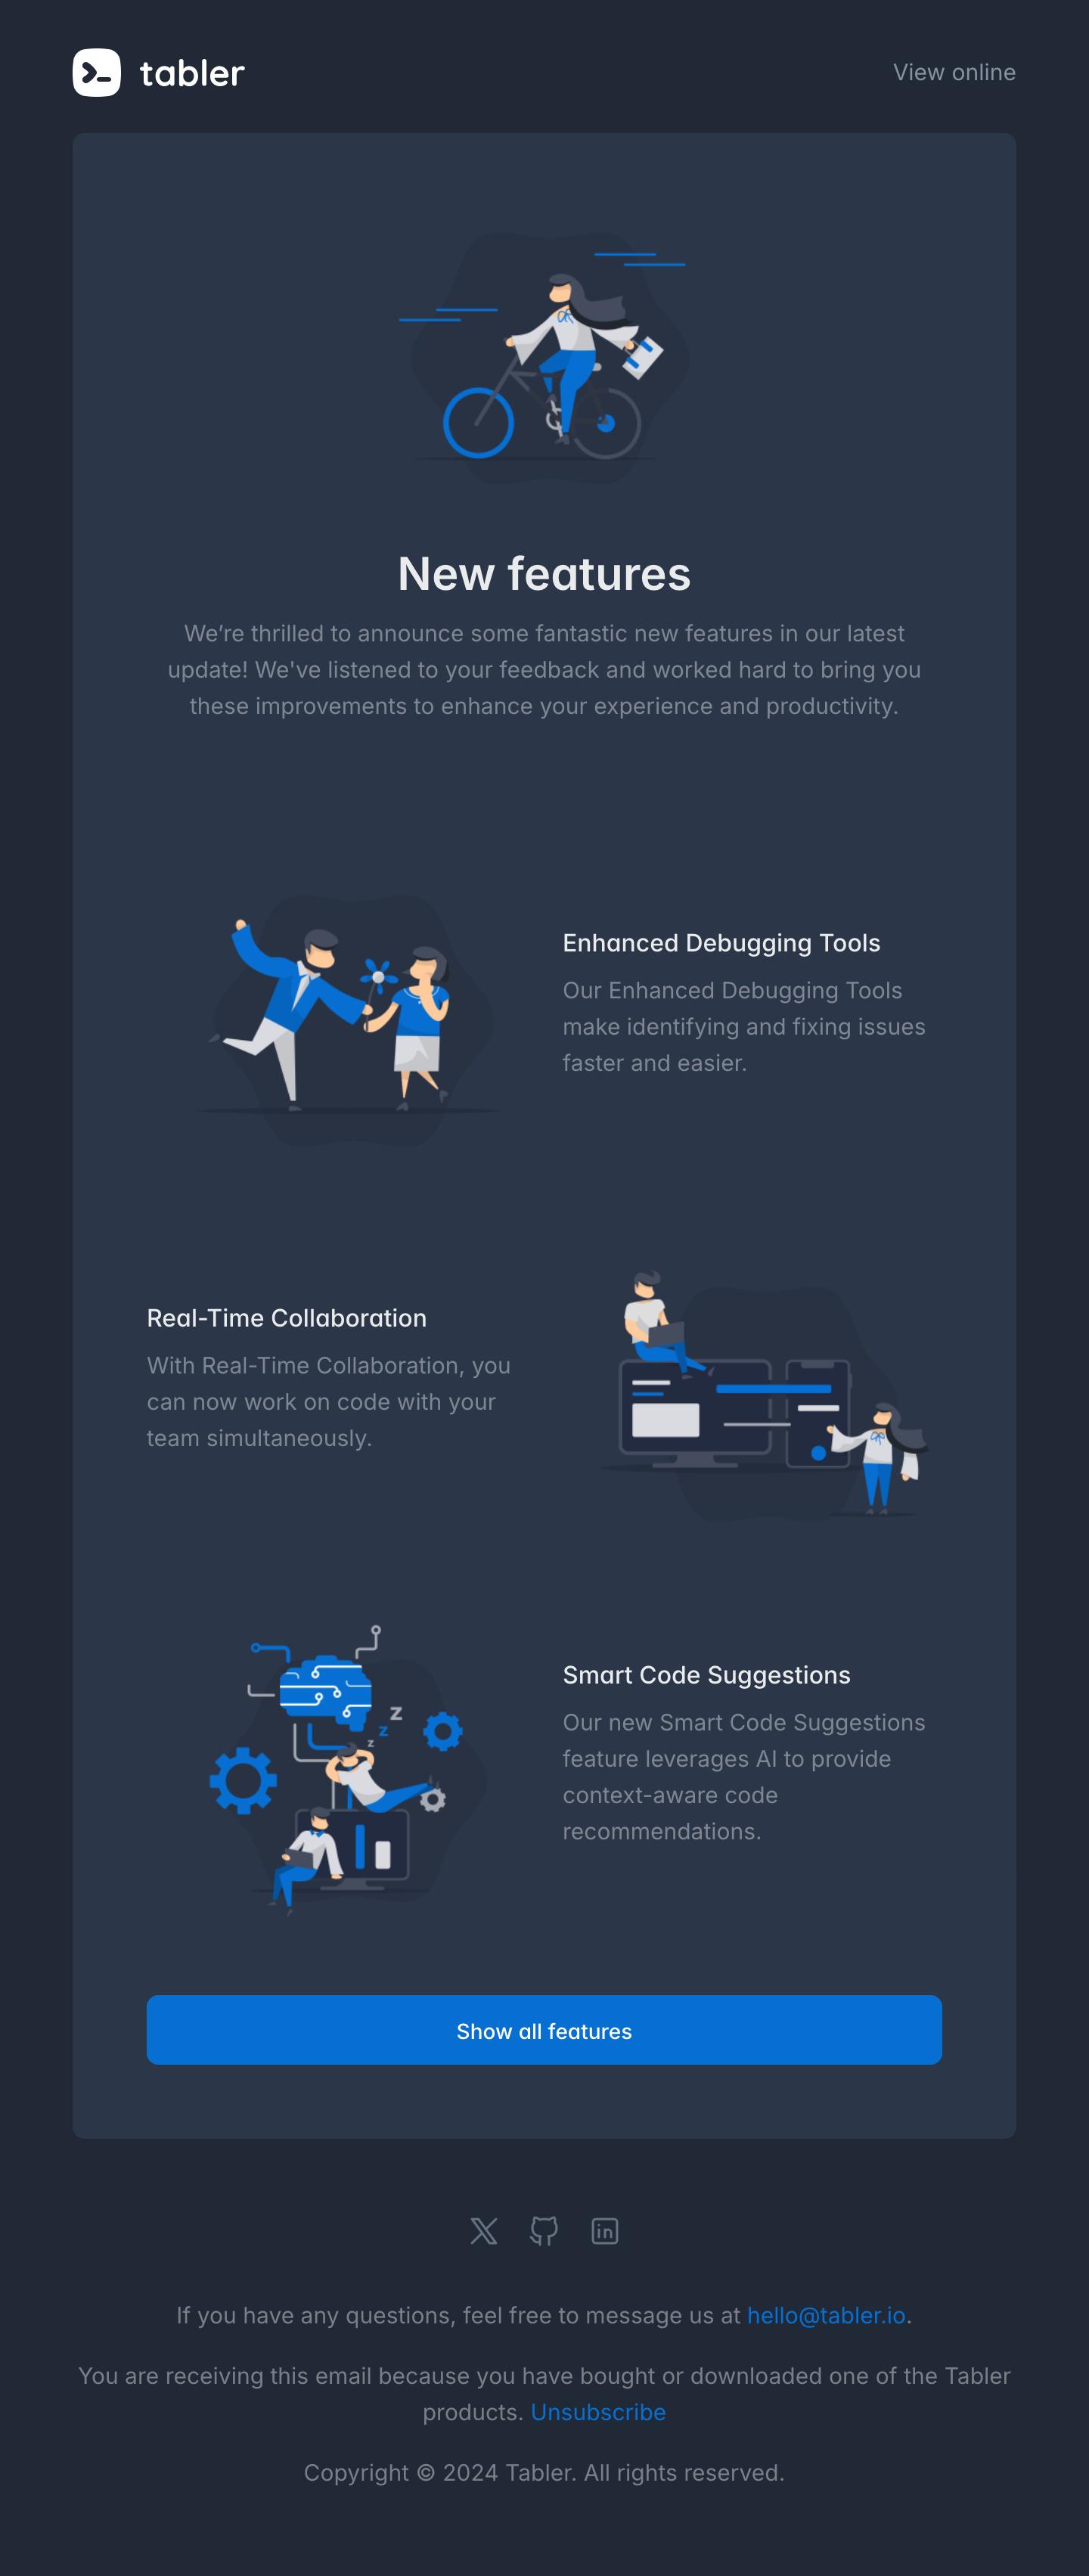 tabler
View online
New features
We’re thrilled to announce some fantastic new features in our latest
update! We've listened to your feedback and worked hard to bring you
these improvements to enhance your experience and productivity.
Enhanced Debugging Tools
Our Enhanced Debugging Tools
make identifying and fixing issues
faster and easier.
Real-Time Collaboration
With Real-Time Collaboration, you
can now work on code with your
team simultaneously.
z
z
z
Smart Code Suggestions
Our new Smart Code Suggestions
feature leverages AI to provide
context-aware code
recommendations.
Show all features
If you have any questions, feel free to message us at hello@tabler.io.
You are receiving this email because you have bought or downloaded one of the Tabler
products. Unsubscribe
Copyright © 2024 Tabler. All rights reserved.